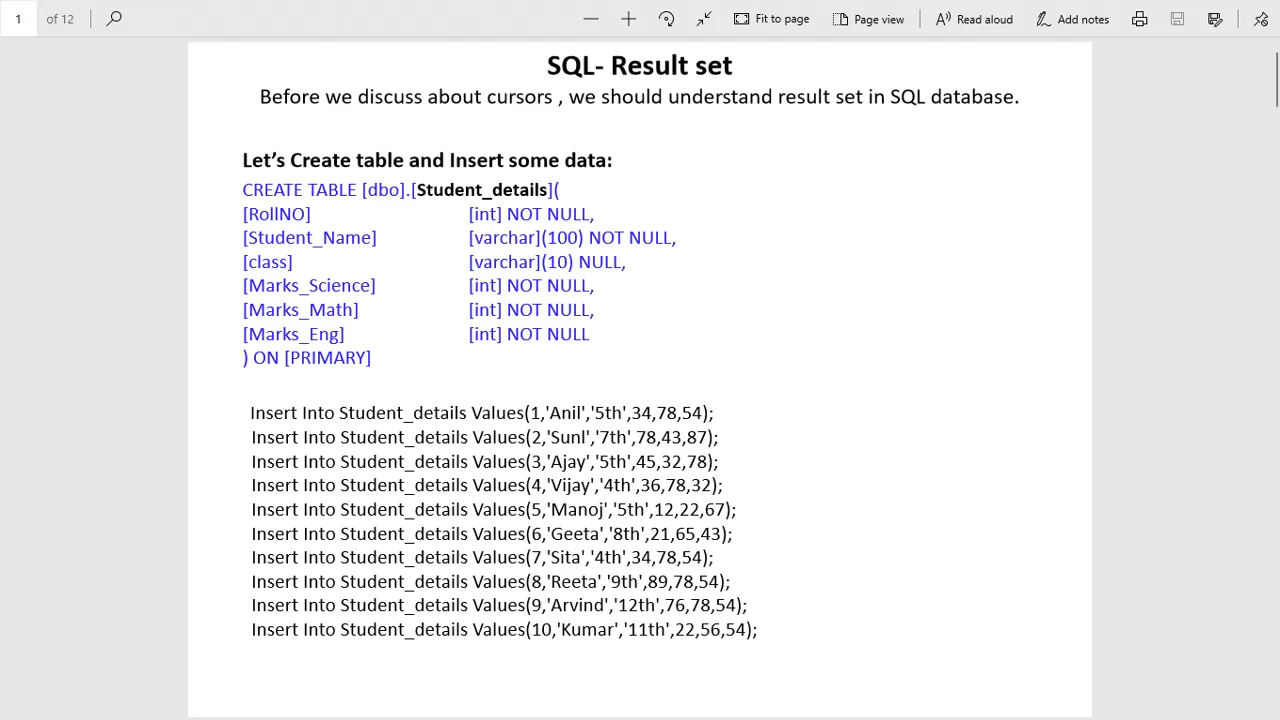 1 of 12 Fit to page Page view Read aloud Add notes
SQL- Result set
Before we discuss about cursors , we should understand result set in SQL database.
Let’s Create table and Insert some data:
CREATE TABLE [dbo].[Student_details](
[RollNO] [int] NOT NULL,
[Student_Name] [varchar](100) NOT NULL,
[class] [varchar](10) NULL,
[Marks_Science] [int] NOT NULL,
[Marks_Math] [int] NOT NULL,
[Marks_Eng] [int] NOT NULL
) ON [PRIMARY]
Insert Into Student_details Values(1,'Anil','5th',34,78,54);
Insert Into Student_details Values(2,'Sunl','7th',78,43,87);
Insert Into Student_details Values(3,'Ajay','5th',45,32,78);
Insert Into Student_details Values(4,'Vijay','4th',36,78,32);
Insert Into Student_details Values(5,'Manoj','5th',12,22,67);
Insert Into Student_details Values(6,'Geeta','8th',21,65,43);
Insert Into Student_details Values(7,'Sita','4th',34,78,54);
Insert Into Student_details Values(8,'Reeta','9th',89,78,54);
Insert Into Student_details Values(9,'Arvind','12th',76,78,54);
Insert Into Student_details Values(10,'Kumar','11th',22,56,54);